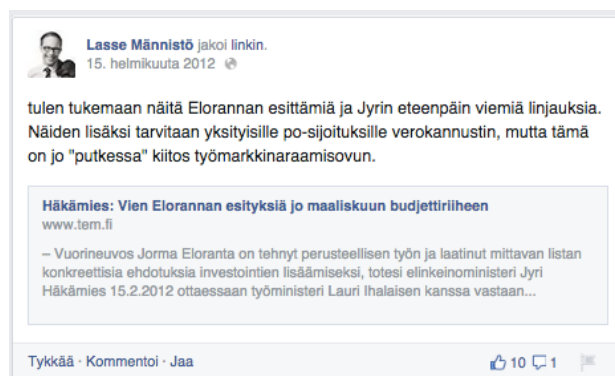 Lasse Männistö jakoi linkin.
15. helmikuuta 2012
tulen tukemaan näitä Elorannan esittämiä ja Jyrin eteenpäin viemiä linjauksia.
Näiden lisäksi tarvitaan yksityisille po-sijoituksille verokannustin, mutta tämä
on jo "putkessa" kiitos työmarkkinaraamisovun.
Häkämies: Vien Elorannan esityksiä jo maaliskuun budjettiriiheen
www.tem.fi
– Vuorineuvos Jorma Eloranta on tehnyt perusteellisen työn ja laatinut mittavan listan
konkreettisia ehdotuksia investointien lisäämiseksi, totesi elinkeinoministeri Jyri
Häkämies 15.2.2012 ottaessaan työministeri Lauri Ihalaisen kanssa vastaan...
Tykkää · Kommentoi · Jaa 10 1